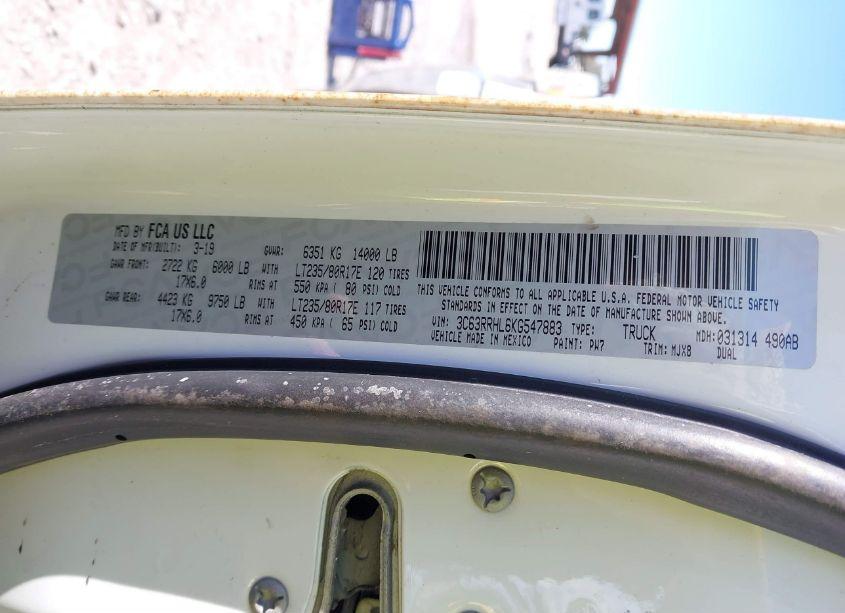 MFD BY FCA US LLC
DATE OF MFR(BUILT): 3-19 GVWR: 6351 KG 14000 LB
GAWR FRONT: 2722 KG 6000 LB WITH LT235/80R17E 120 TIRES
17X6.0 RIMS AT 550 KPA ( 80 PSI) COLD
GAWR REAR: 4423 KG 9750 LB WITH LT235/80R17E 117 TIRES
17X6.0 RIMS AT 450 KPA ( 65 PSI) COLD
THIS VEHICLE CONFORMS TO ALL APPLICABLE U.S.A. FEDERAL MOTOR VEHICLE SAFETY
STANDARDS IN EFFECT ON THE DATE OF MANUFACTURE SHOWN ABOVE.
VIN: 3C63RRHL6KG547883 TYPE: TRUCK MDH: 031314 490AB
VEHICLE MADE IN MEXICO PAINT: PW7 TRIM: MJX8 DUAL